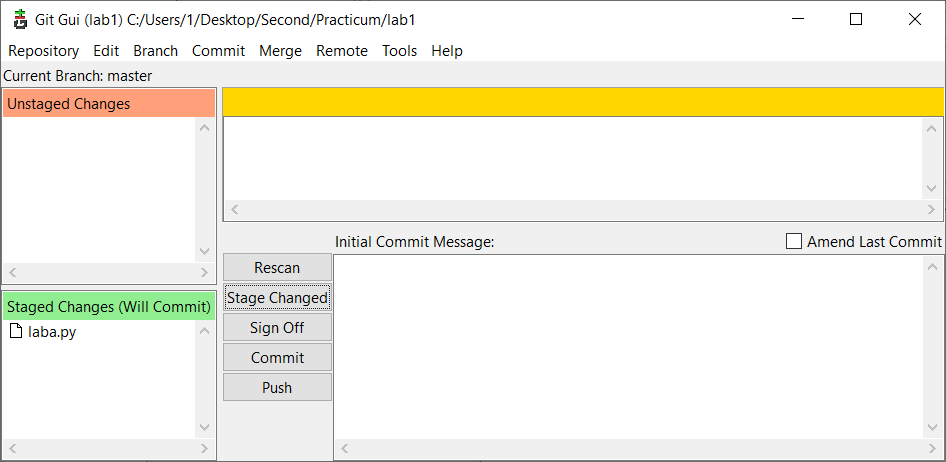 Git Gui (lab1) C:/Users/1/Desktop/Second/Practicum/lab1
Repository Edit Branch Commit Merge Remote Tools Help
Current Branch: master
Unstaged Changes
Staged Changes (Will Commit)
laba.py
Initial Commit Message:
Amend Last Commit
Rescan
Stage Changed
Sign Off
Commit
Push